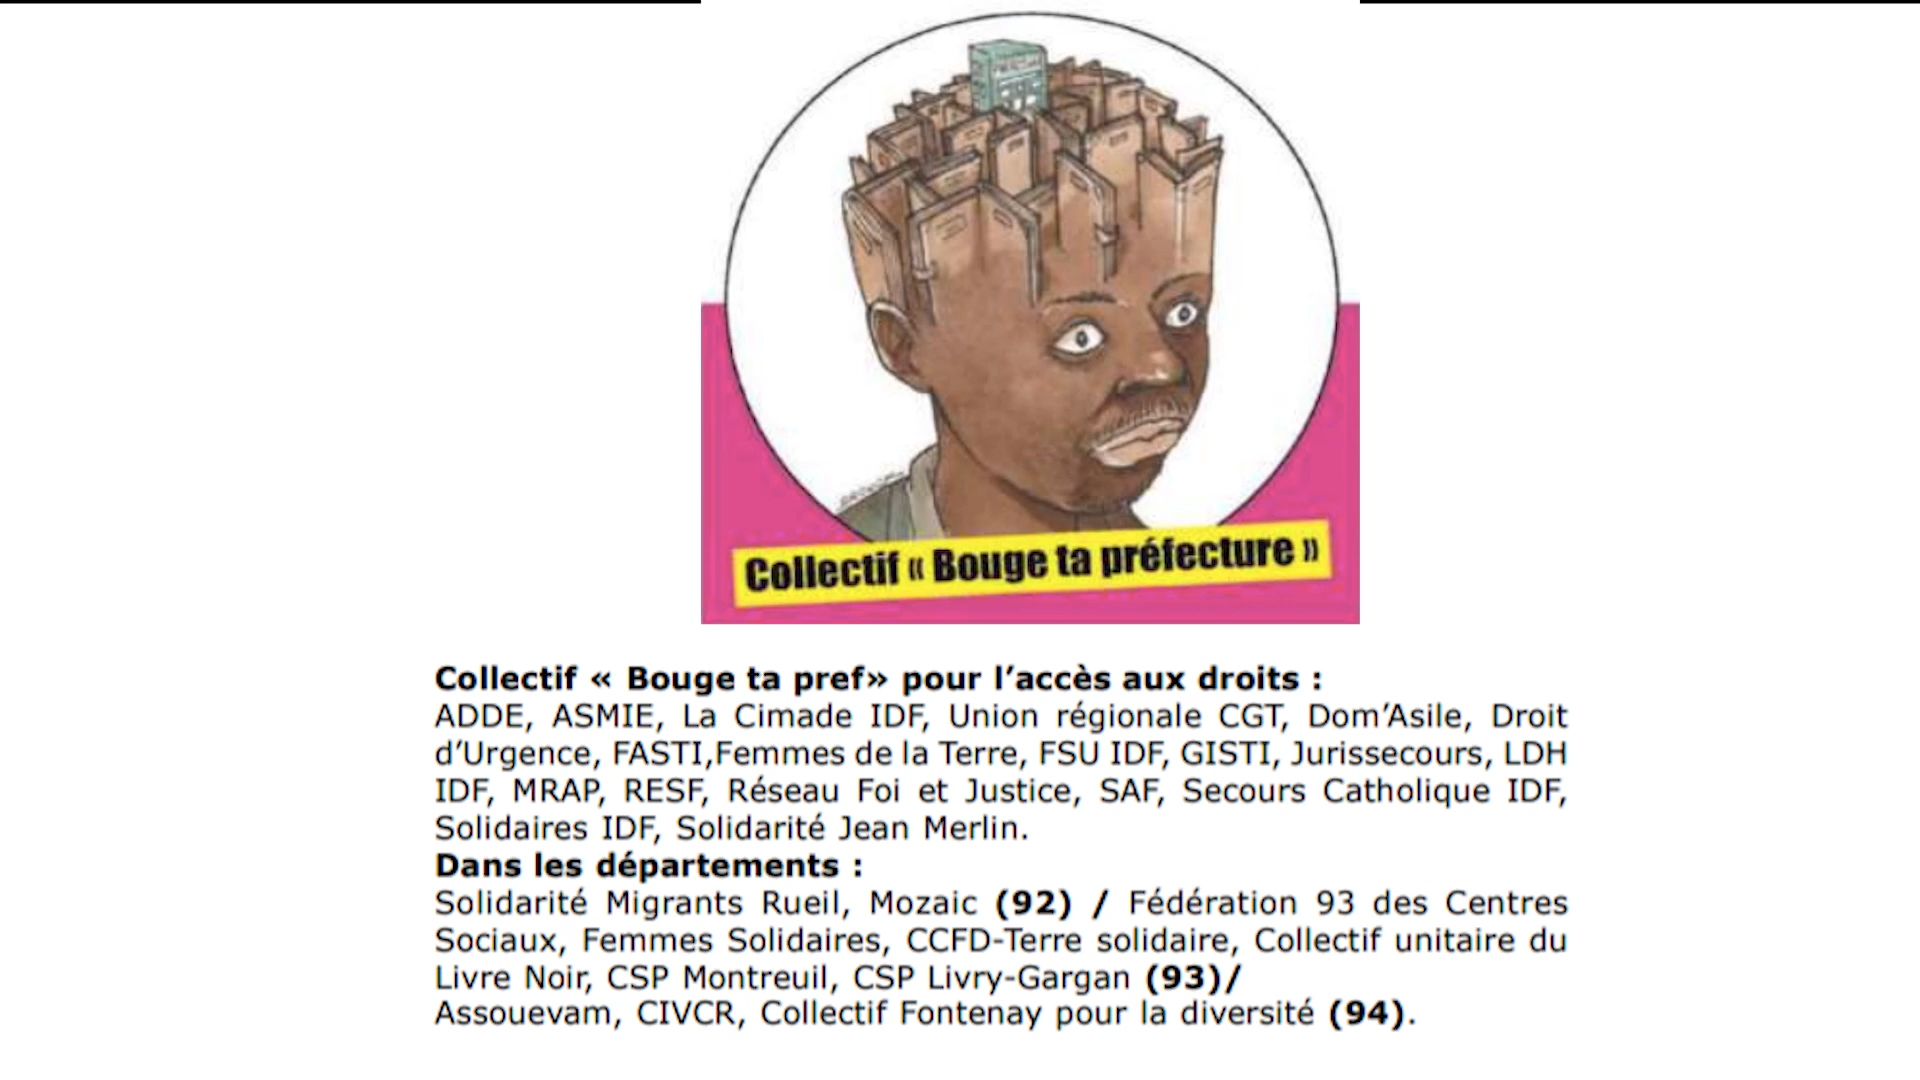 Collectif « Bouge ta préfecture »
Collectif « Bouge ta pref» pour l’accès aux droits :
ADDE, ASMIE, La Cimade IDF, Union régionale CGT, Dom’Asile, Droit
d’Urgence, FASTI,Femmes de la Terre, FSU IDF, GISTI, Jurissecours, LDH
IDF, MRAP, RESF, Réseau Foi et Justice, SAF, Secours Catholique IDF,
Solidaires IDF, Solidarité Jean Merlin.
Dans les départements :
Solidarité Migrants Rueil, Mozaic (92) / Fédération 93 des Centres
Sociaux, Femmes Solidaires, CCFD-Terre solidaire, Collectif unitaire du
Livre Noir, CSP Montreuil, CSP Livry-Gargan (93)/
Assouevam, CIVCR, Collectif Fontenay pour la diversité (94).